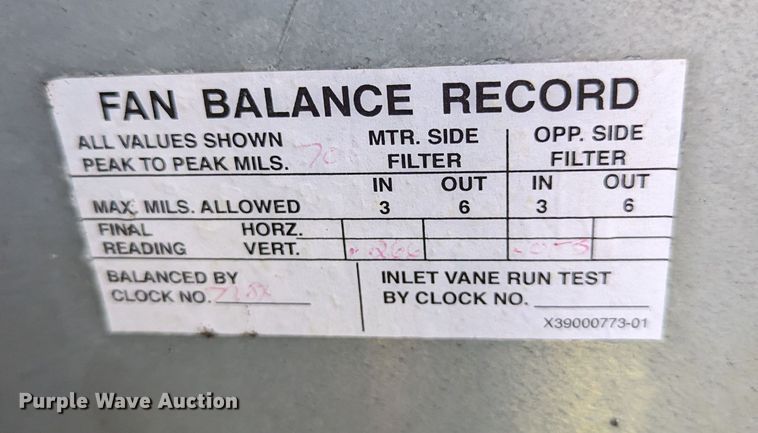 FAN BALANCE RECORD
ALL VALUES SHOWN
PEAK TO PEAK MILS.
MTR. SIDE
FILTER
OPP. SIDE
FILTER
IN OUT IN OUT
MAX. MILS. ALLOWED 3 6 3 6
FINAL HORZ.
READING VERT. .266
BALANCED BY
CLOCK NO.
INLET VANE RUN TEST
BY CLOCK NO.
X39000773-01
Purple Wave Auction